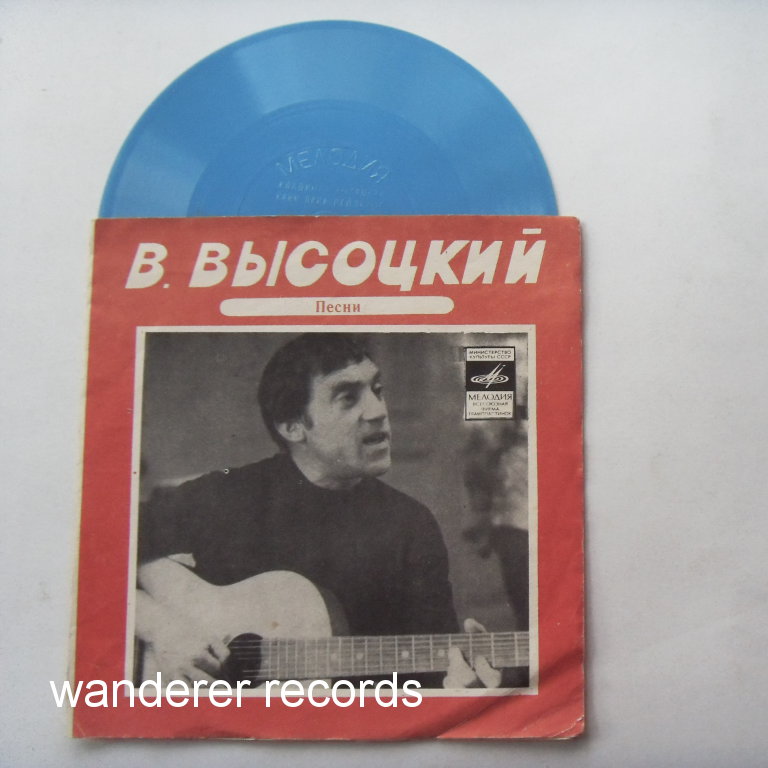 МЕЛОДИЯ
В. ВЫСОЦКИЙ
Песни
МИНИСТЕРСТВО
КУЛЬТУРЫ СССР
МЕЛОДИЯ
ВСЕСОЮЗНАЯ
ФИРМА
ГРАМПЛАСТИНОК
wanderer records